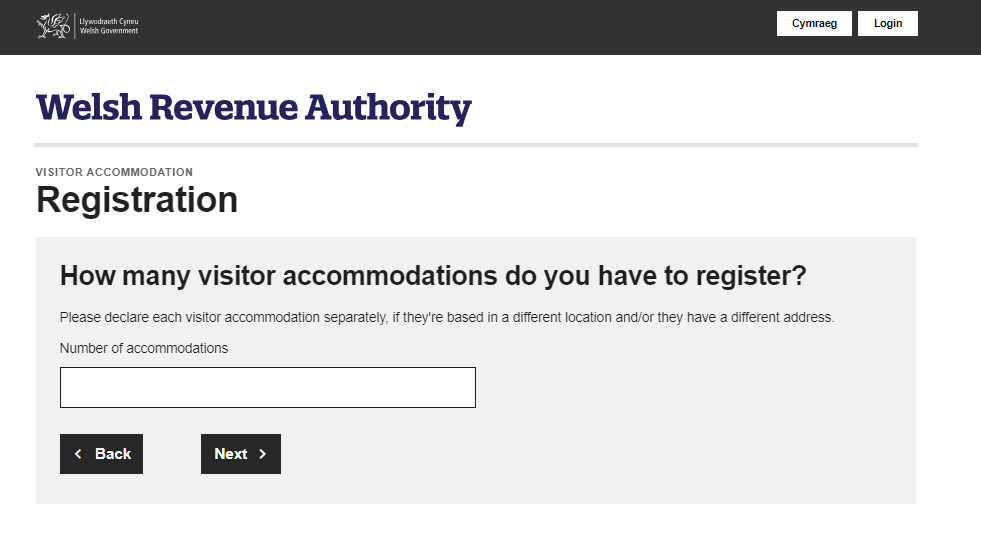 Llywodraeth Cymru
Welsh Government
Cymraeg
Login
Welsh Revenue Authority
VISITOR ACCOMMODATION
Registration
How many visitor accommodations do you have to register?
Please declare each visitor accommodation separately, if they're based in a different location and/or they have a different address.
Number of accommodations
Back
Next